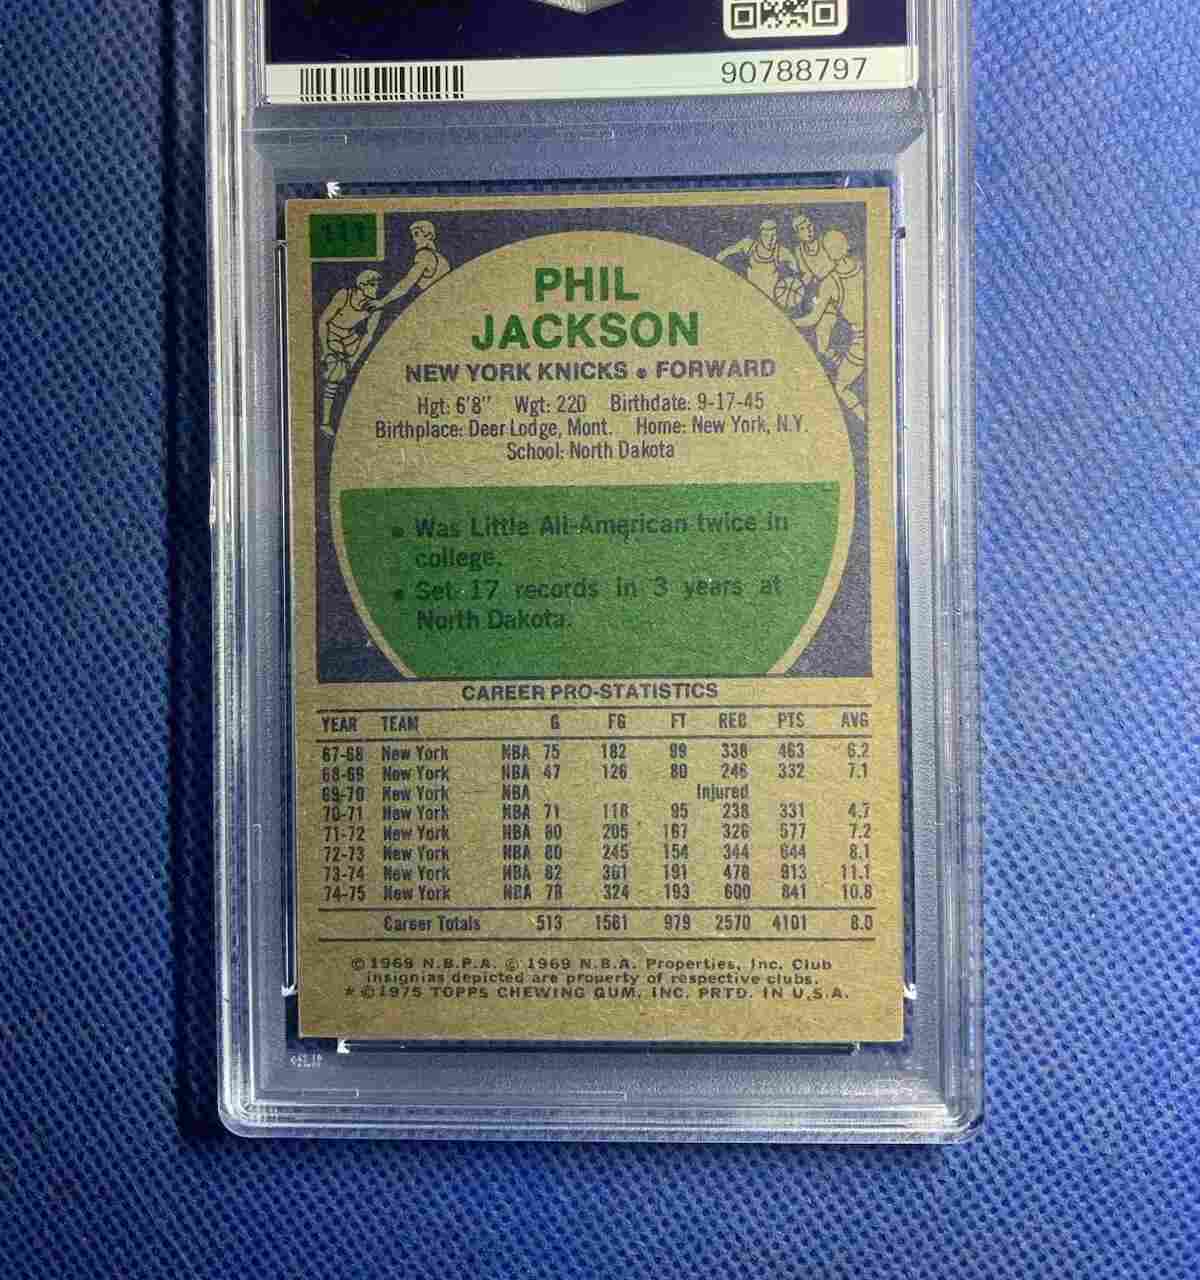 90788797
111
PHIL
JACKSON
NEW YORK KNICKS • FORWARD
Hgt: 6'8" Wgt: 220 Birthdate: 9-17-45
Birthplace: Deer Lodge, Mont. Home: New York, N.Y.
School: North Dakota
• Was Little All-American twice in
college.
• Set 17 records in 3 years at
North Dakota.
CAREER PRO-STATISTICS
YEAR TEAM G FG FT REB PTS AVG
67-68 New York NBA 75 182 99 338 463 6.2
68-69 New York NBA 47 126 80 246 332 7.1
69-70 New York NBA Injured
70-71 New York NBA 71 118 95 238 331 4.7
71-72 New York NBA 80 205 167 326 577 7.2
72-73 New York NBA 80 245 154 344 644 8.1
73-74 New York NBA 82 361 191 478 913 11.1
74-75 New York NBA 78 324 193 600 841 10.8
Career Totals 513 1561 979 2570 4101 8.0
© 1969 N.B.P.A. © 1969 N.B.A. Properties, Inc. Club
insignias depicted are property of respective clubs.
* © 1975 TOPPS CHEWING GUM, INC. PRTD. IN U.S.A.